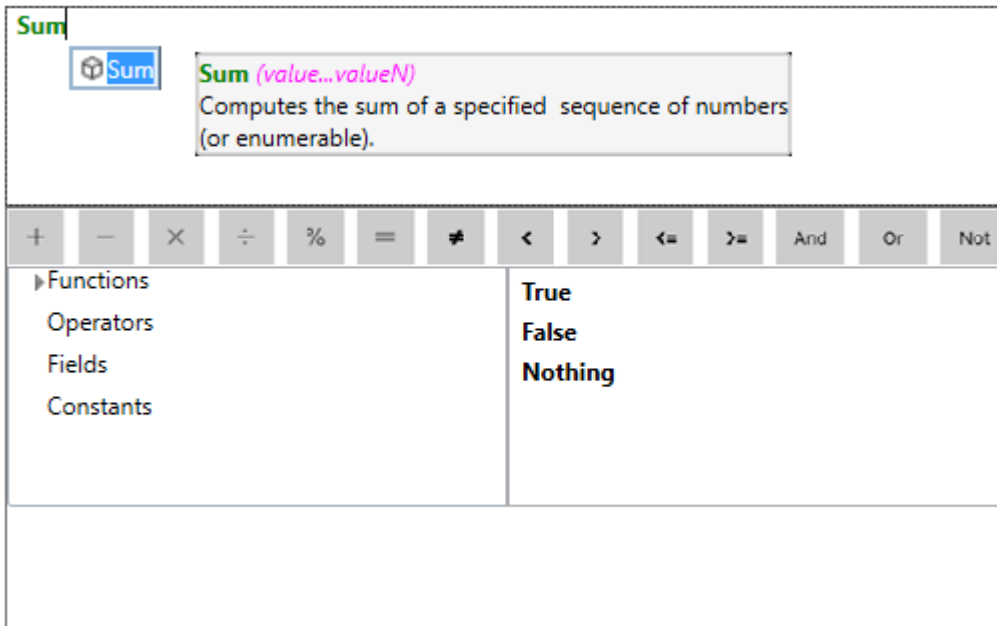 Sum
Sum
Sum (value...valueN)
Computes the sum of a specified  sequence of numbers
(or enumerable).
+ − × ÷ % = ≠ < > <= >= And Or Not
Functions
Operators
Fields
Constants
True
False
Nothing